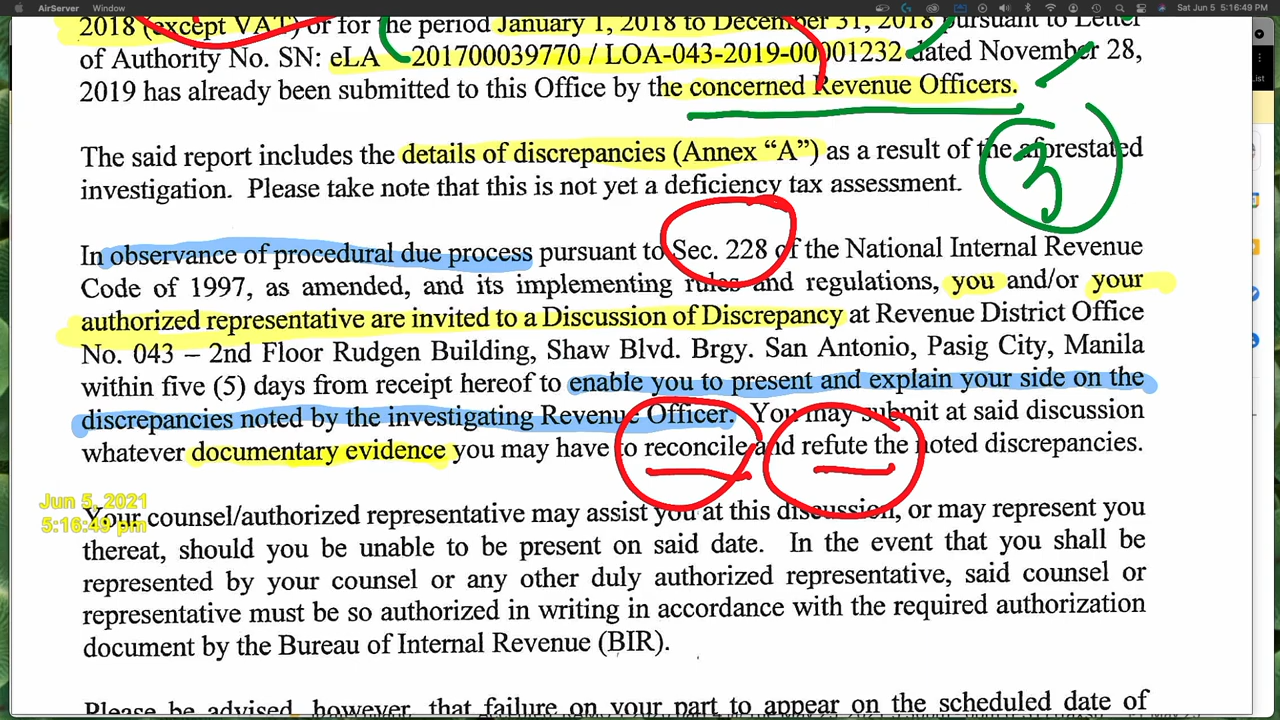 AirServer Window Sat Jun 5 5:16:49 PM
2018 (except VAT) or for the period January 1, 2018 to December 31, 2018 pursuant to Letter
of Authority No. SN: eLA 201700039770 / LOA-043-2019-00001232 dated November 28,
2019 has already been submitted to this Office by the concerned Revenue Officers.
List
3
The said report includes the details of discrepancies (Annex “A”) as a result of the aforestated
investigation. Please take note that this is not yet a deficiency tax assessment.
In observance of procedural due process pursuant to Sec. 228 of the National Internal Revenue
Code of 1997, as amended, and its implementing rules and regulations, you and/or your
authorized representative are invited to a Discussion of Discrepancy at Revenue District Office
No. 043 – 2nd Floor Rudgen Building, Shaw Blvd. Brgy. San Antonio, Pasig City, Manila
within five (5) days from receipt hereof to enable you to present and explain your side on the
discrepancies noted by the investigating Revenue Officer. You may submit at said discussion
whatever documentary evidence you may have to reconcile and refute the noted discrepancies.
Jun 5, 2021
5:16:49 pm
Your counsel/authorized representative may assist you at this discussion, or may represent you
thereat, should you be unable to be present on said date. In the event that you shall be
represented by your counsel or any other duly authorized representative, said counsel or
representative must be so authorized in writing in accordance with the required authorization
document by the Bureau of Internal Revenue (BIR).
Please be advised, however, that failure on your part to appear on the scheduled date of